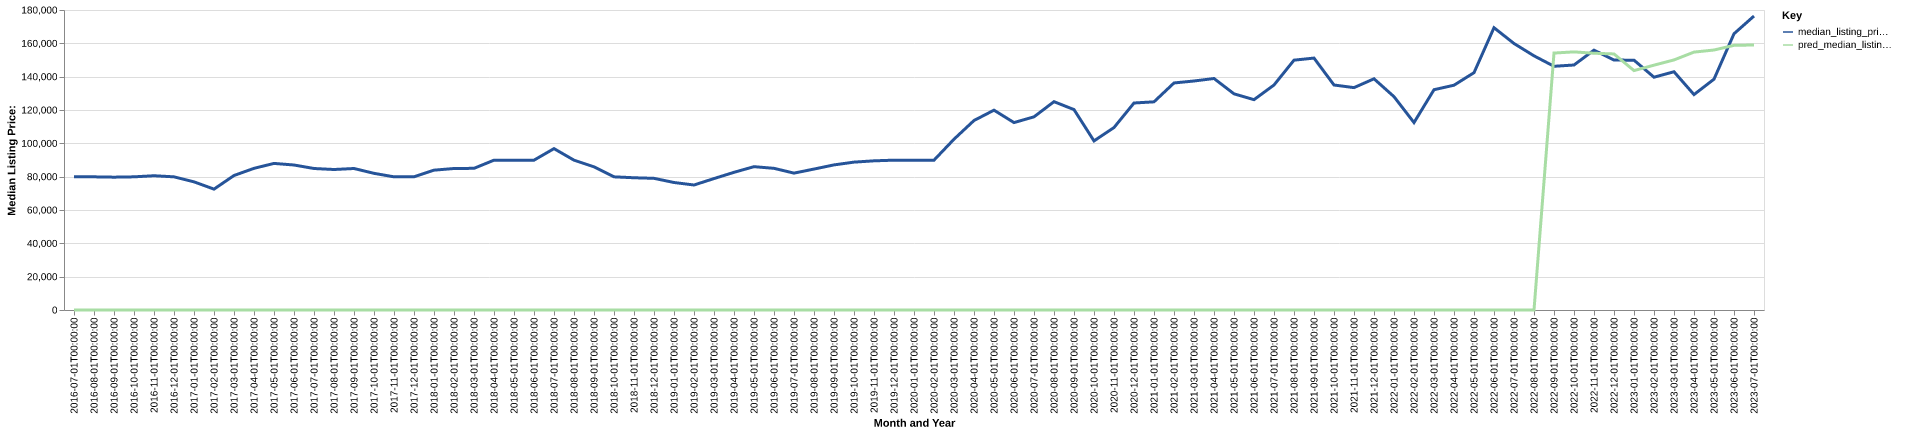 180,000
160,000
140,000
120,000
100,000
80,000
60,000
40,000
20,000
0
Median Listing Price:
2016-07-01T00:00:00
2016-08-01T00:00:00
2016-09-01T00:00:00
2016-10-01T00:00:00
2016-11-01T00:00:00
2016-12-01T00:00:00
2017-01-01T00:00:00
2017-02-01T00:00:00
2017-03-01T00:00:00
2017-04-01T00:00:00
2017-05-01T00:00:00
2017-06-01T00:00:00
2017-07-01T00:00:00
2017-08-01T00:00:00
2017-09-01T00:00:00
2017-10-01T00:00:00
2017-11-01T00:00:00
2017-12-01T00:00:00
2018-01-01T00:00:00
2018-02-01T00:00:00
2018-03-01T00:00:00
2018-04-01T00:00:00
2018-05-01T00:00:00
2018-06-01T00:00:00
2018-07-01T00:00:00
2018-08-01T00:00:00
2018-09-01T00:00:00
2018-10-01T00:00:00
2018-11-01T00:00:00
2018-12-01T00:00:00
2019-01-01T00:00:00
2019-02-01T00:00:00
2019-03-01T00:00:00
2019-04-01T00:00:00
2019-05-01T00:00:00
2019-06-01T00:00:00
2019-07-01T00:00:00
2019-08-01T00:00:00
2019-09-01T00:00:00
2019-10-01T00:00:00
2019-11-01T00:00:00
2019-12-01T00:00:00
2020-01-01T00:00:00
2020-02-01T00:00:00
2020-03-01T00:00:00
2020-04-01T00:00:00
2020-05-01T00:00:00
2020-06-01T00:00:00
2020-07-01T00:00:00
2020-08-01T00:00:00
2020-09-01T00:00:00
2020-10-01T00:00:00
2020-11-01T00:00:00
2020-12-01T00:00:00
2021-01-01T00:00:00
2021-02-01T00:00:00
2021-03-01T00:00:00
2021-04-01T00:00:00
2021-05-01T00:00:00
2021-06-01T00:00:00
2021-07-01T00:00:00
2021-08-01T00:00:00
2021-09-01T00:00:00
2021-10-01T00:00:00
2021-11-01T00:00:00
2021-12-01T00:00:00
2022-01-01T00:00:00
2022-02-01T00:00:00
2022-03-01T00:00:00
2022-04-01T00:00:00
2022-05-01T00:00:00
2022-06-01T00:00:00
2022-07-01T00:00:00
2022-08-01T00:00:00
2022-09-01T00:00:00
2022-10-01T00:00:00
2022-11-01T00:00:00
2022-12-01T00:00:00
2023-01-01T00:00:00
2023-02-01T00:00:00
2023-03-01T00:00:00
2023-04-01T00:00:00
2023-05-01T00:00:00
2023-06-01T00:00:00
2023-07-01T00:00:00
Month and Year
Key
median_listing_pri…
pred_median_listin…